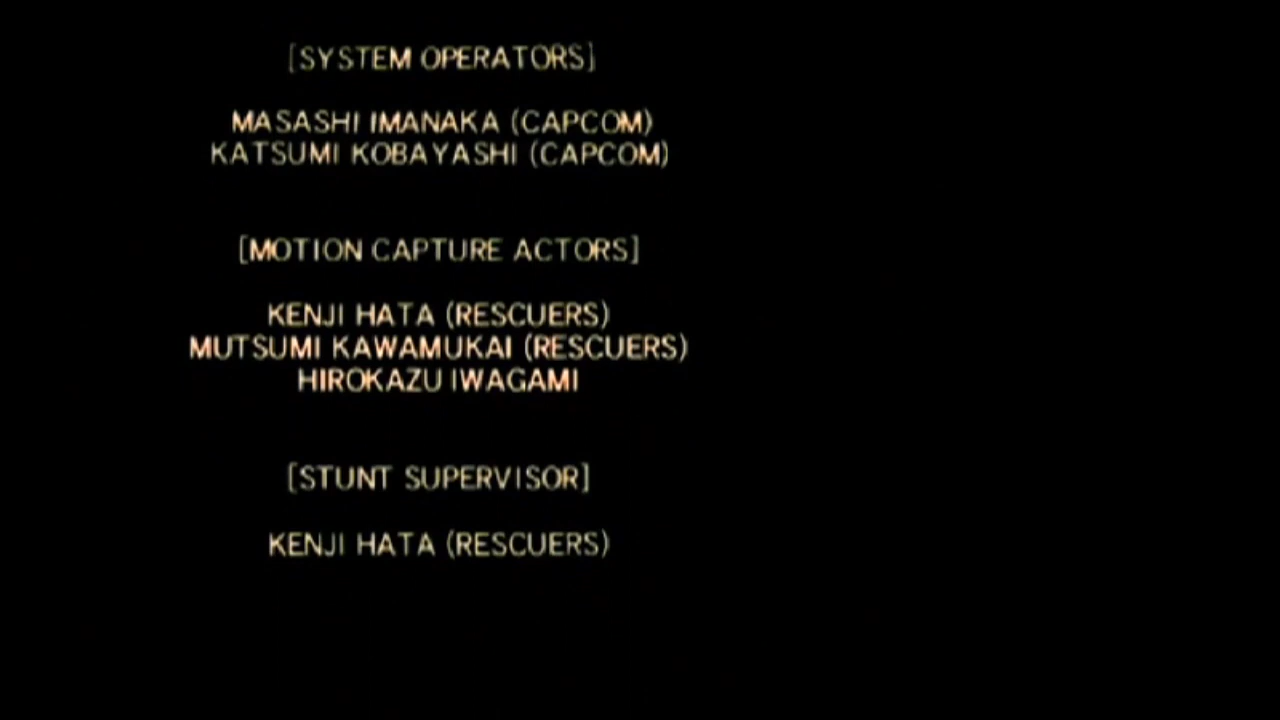 [SYSTEM OPERATORS]
MASASHI IMANAKA (CAPCOM)
KATSUMI KOBAYASHI (CAPCOM)
[MOTION CAPTURE ACTORS]
KENJI HATA (RESCUERS)
MUTSUMI KAWAMUKAI (RESCUERS)
HIROKAZU IWAGAMI
[STUNT SUPERVISOR]
KENJI HATA (RESCUERS)